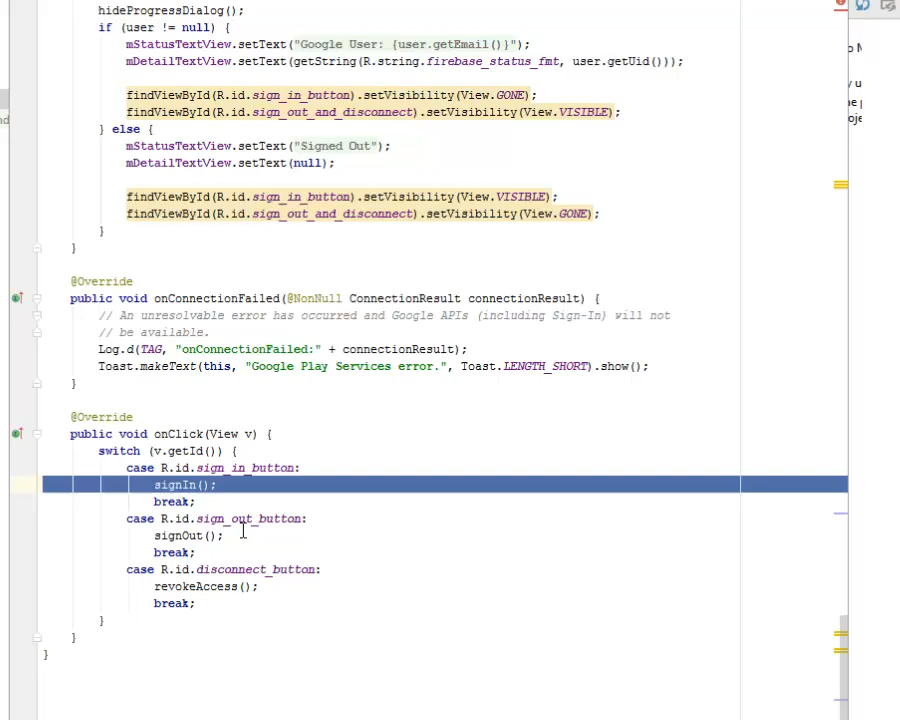 hideProgressDialog();
if (user != null) {
mStatusTextView.setText("Google User: {user.getEmail()}");
mDetailTextView.setText(getString(R.string.firebase_status_fmt, user.getUid()));
findViewById(R.id.sign_in_button).setVisibility(View.GONE);
findViewById(R.id.sign_out_and_disconnect).setVisibility(View.VISIBLE);
} else {
mStatusTextView.setText("Signed Out");
mDetailTextView.setText(null);
findViewById(R.id.sign_in_button).setVisibility(View.VISIBLE);
findViewById(R.id.sign_out_and_disconnect).setVisibility(View.GONE);
}
}
@Override
public void onConnectionFailed(@NonNull ConnectionResult connectionResult) {
// An unresolvable error has occurred and Google APIs (including Sign-In) will not
// be available.
Log.d(TAG, "onConnectionFailed:" + connectionResult);
Toast.makeText(this, "Google Play Services error.", Toast.LENGTH_SHORT).show();
}
@Override
public void onClick(View v) {
switch (v.getId()) {
case R.id.sign_in_button:
signIn();
break;
case R.id.sign_out_button:
signOut();
break;
case R.id.disconnect_button:
revokeAccess();
break;
}
}
}